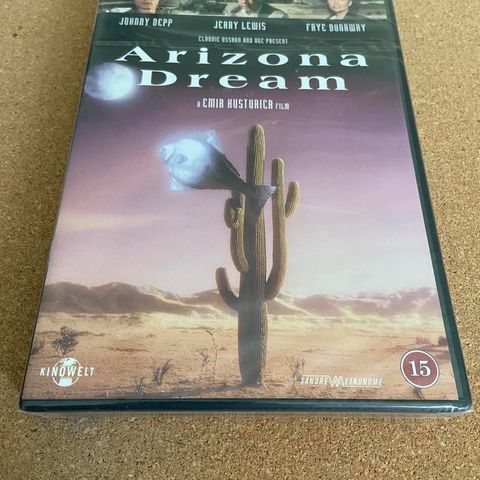 JOHNNY DEPP JERRY LEWIS FAYE DUNAWAY
CLAUDIE OSSARD AND UGC PRESENT
Arizona
Dream
A EMIR KUSTURICA FILM
KINOWELT
SANDREW METRONOME
15